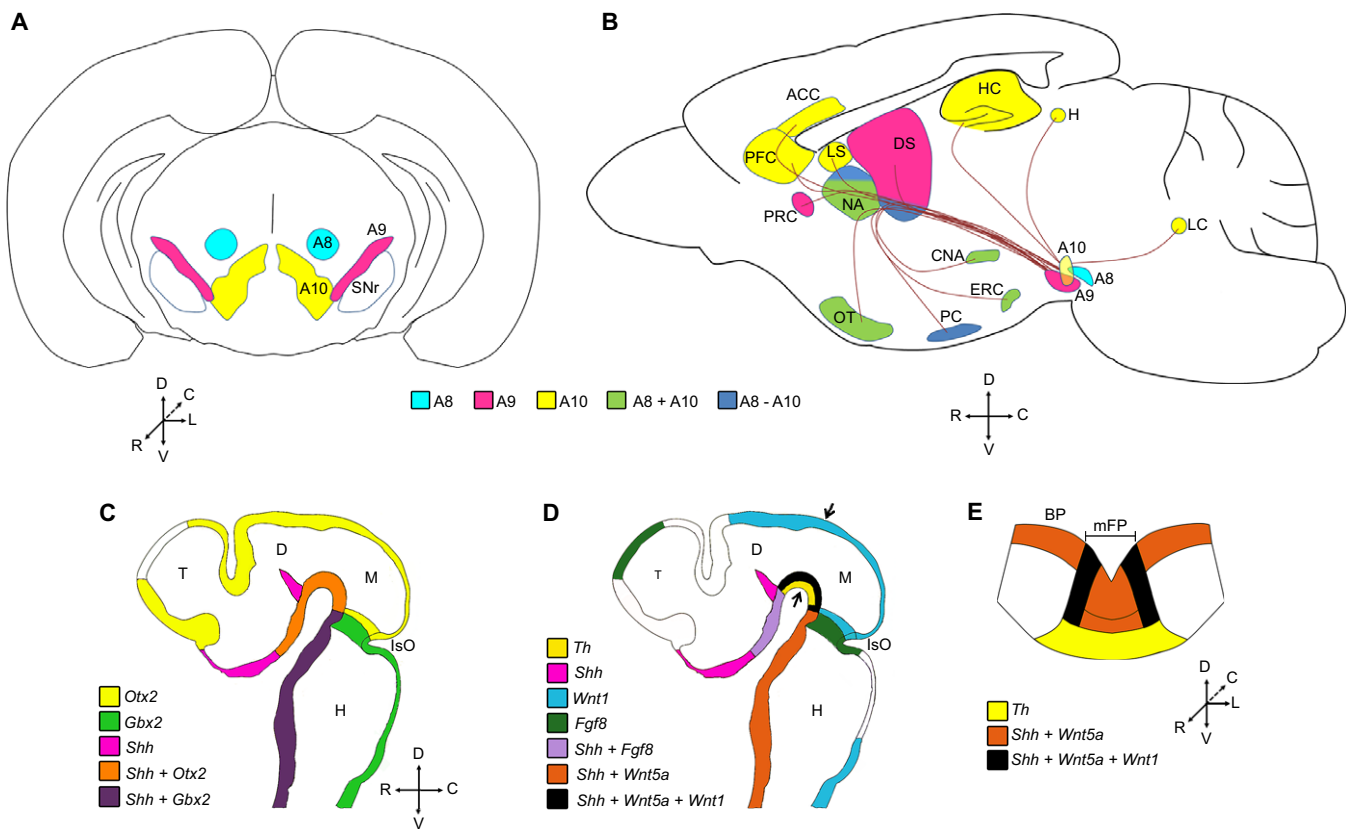 A
A8
A9
A10
SNr
D
C
L
R
V
B
ACC
PFC
LS
DS
HC
H
PRC
NA
LC
CNA
A10
A8
A9
ERC
OT
PC
D
R
C
V
A8
A9
A10
A8 + A10
A8 - A10
C
T
D
M
IsO
H
Otx2
Gbx2
Shh
Shh + Otx2
Shh + Gbx2
D
R
C
V
D
T
D
M
IsO
H
Th
Shh
Wnt1
Fgf8
Shh + Fgf8
Shh + Wnt5a
Shh + Wnt5a + Wnt1
E
BP
mFP
D
C
L
R
V
Th
Shh + Wnt5a
Shh + Wnt5a + Wnt1